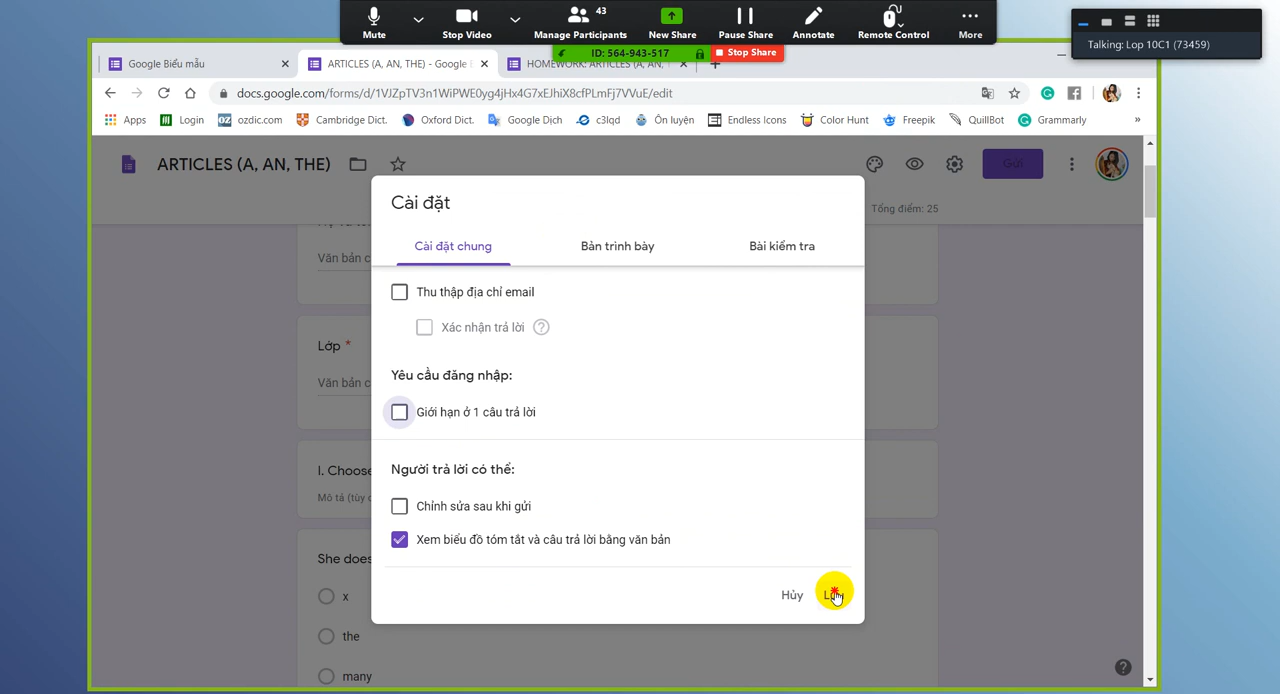 Mute
Stop Video
Manage Participants
43
New Share
Pause Share
Annotate
Remote Control
More
ID: 564-943-517
Stop Share
Talking: Lop 10C1 (73459)
Google Biểu mẫu
ARTICLES (A, AN, THE) - Google
HOMEWORK: ARTICLES (A, AN,
docs.google.com/forms/d/1VJZpTV3n1WiPWE0yg4jHx4G7xEJhiX8cfPLmFj7VVuE/edit
Apps
Login
ozdic.com
Cambridge Dict.
Oxford Dict.
Google Dịch
c3lqd
Ôn luyện
Endless Icons
Color Hunt
Freepik
QuillBot
Grammarly
ARTICLES (A, AN, THE)
Gửi
Tổng điểm: 25
Văn bản c
Lớp *
Văn bản c
I. Choose
Mô tả (tùy c
She does
x
the
many
Cài đặt
Cài đặt chung
Bản trình bày
Bài kiểm tra
Thu thập địa chỉ email
Xác nhận trả lời
Yêu cầu đăng nhập:
Giới hạn ở 1 câu trả lời
Người trả lời có thể:
Chỉnh sửa sau khi gửi
Xem biểu đồ tóm tắt và câu trả lời bằng văn bản
Hủy